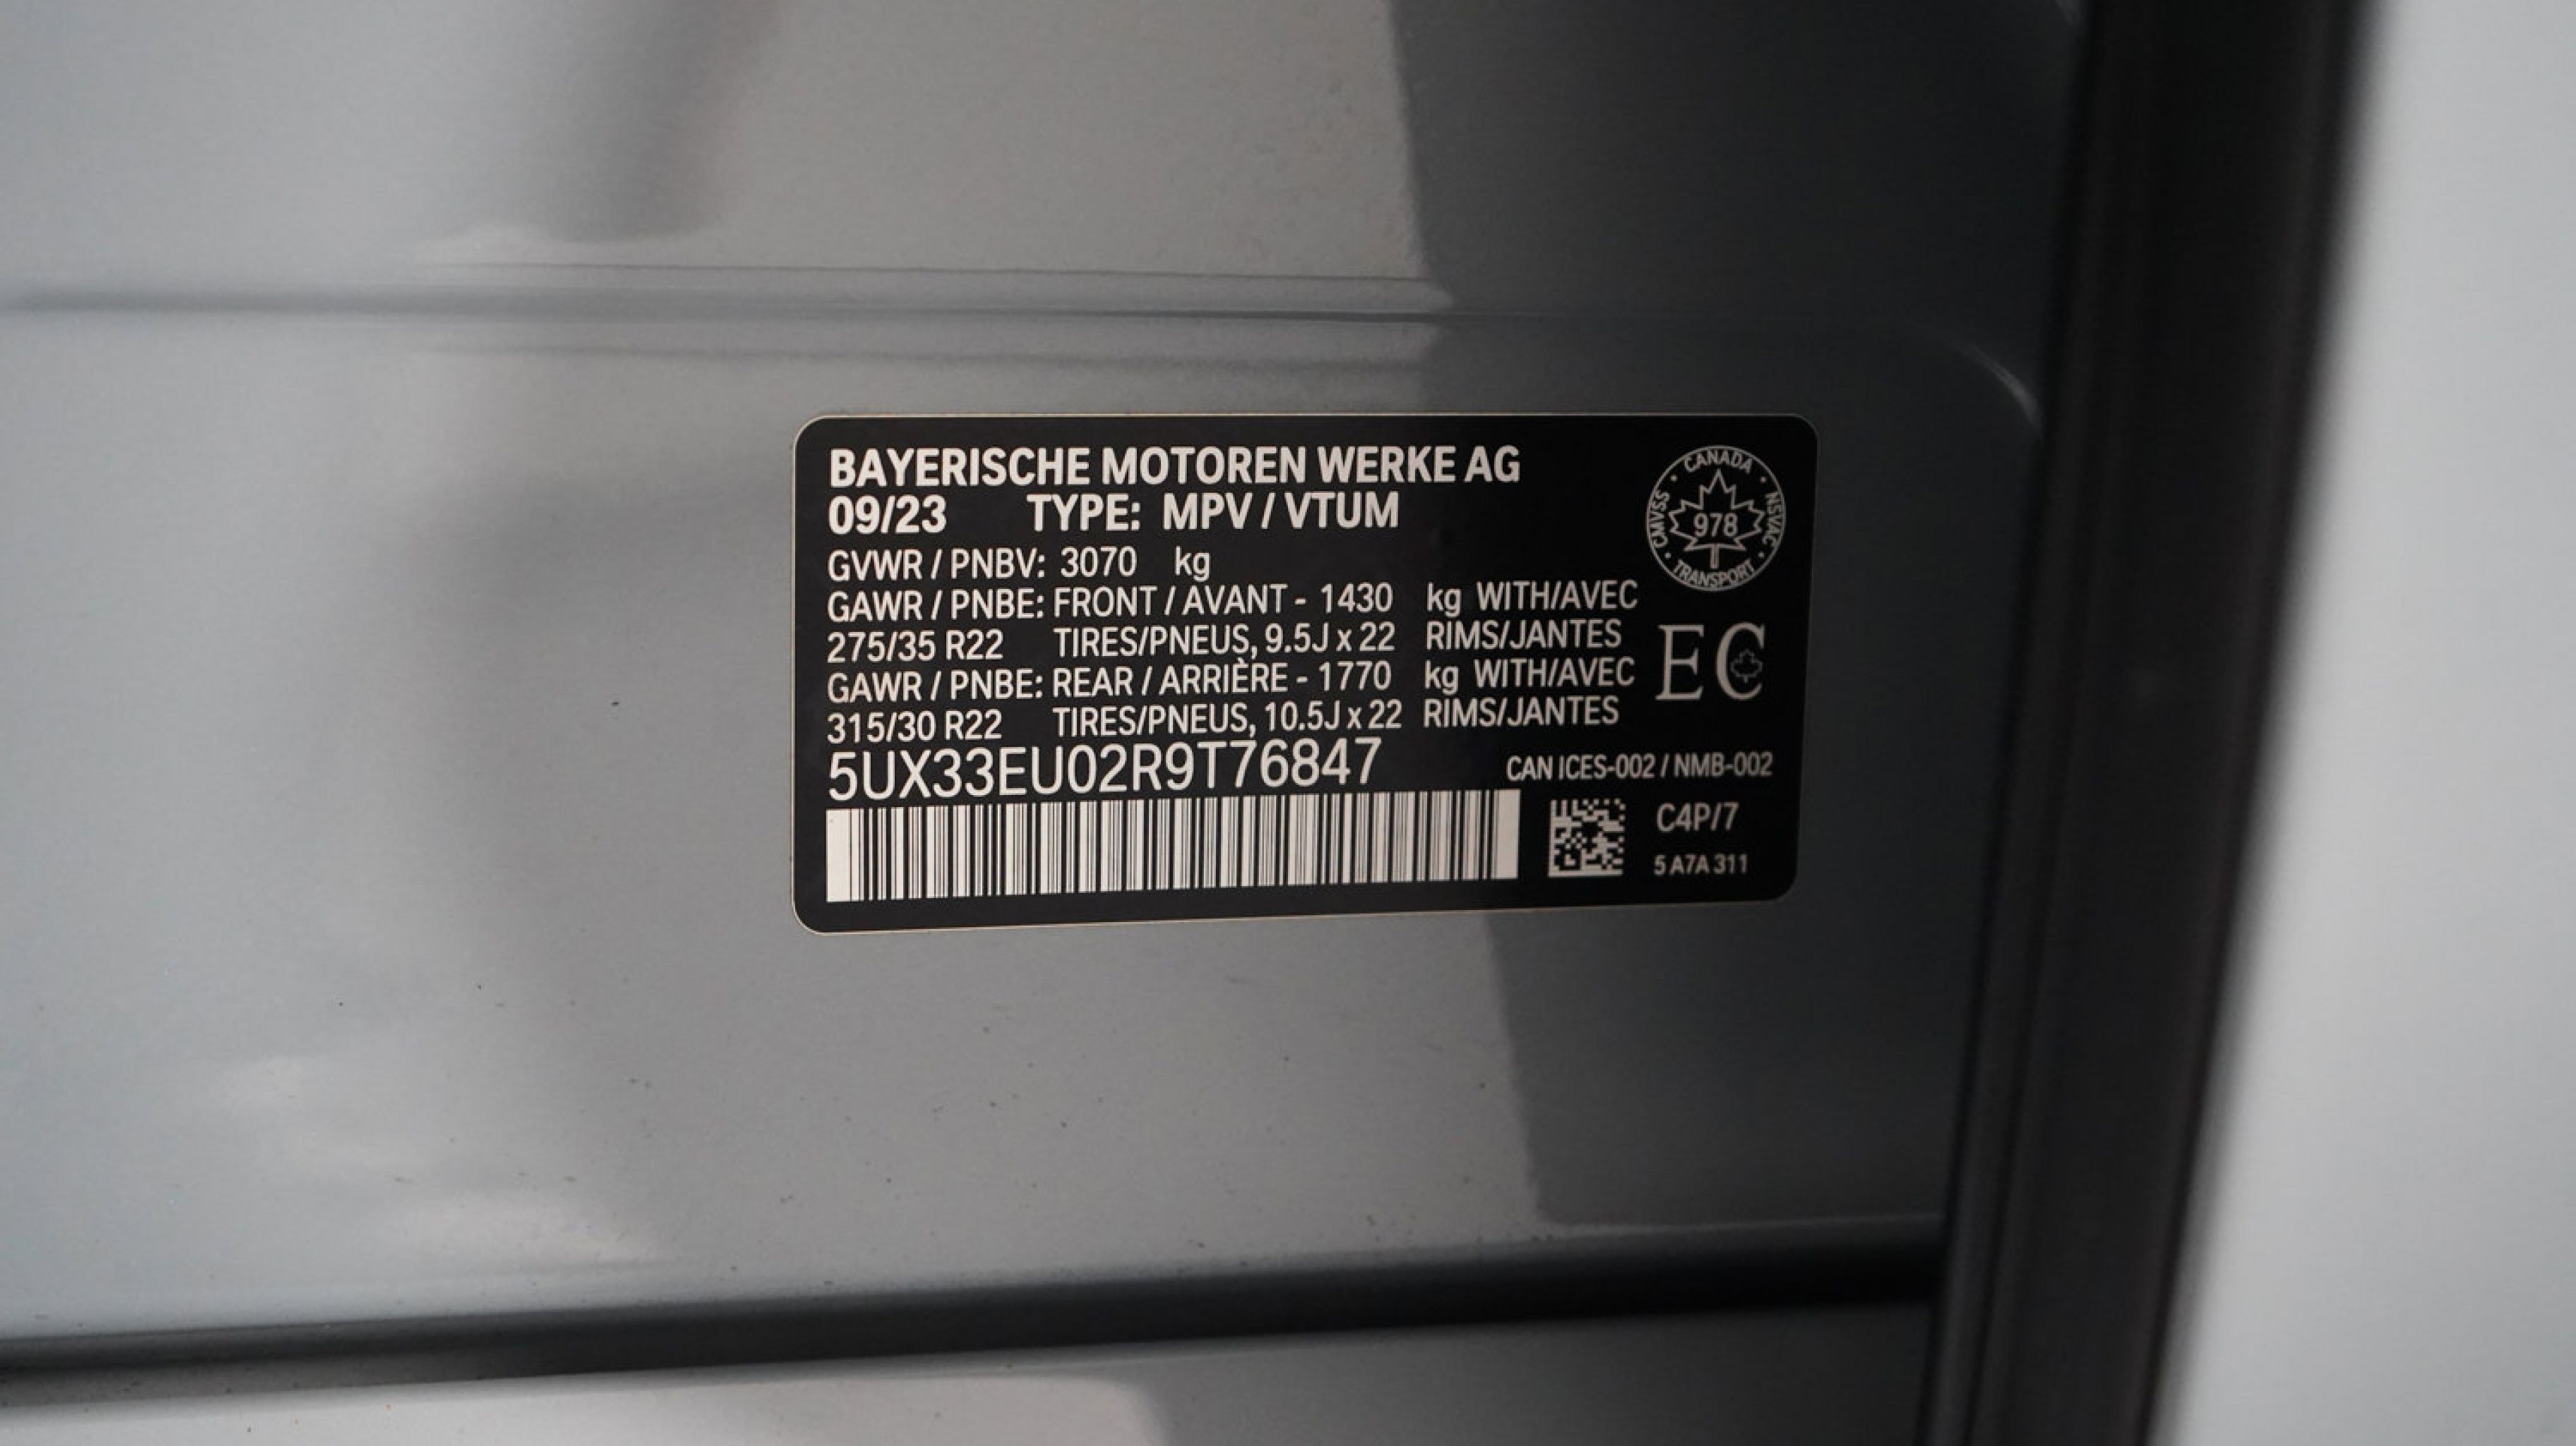 BAYERISCHE MOTOREN WERKE AG
09/23 TYPE: MPV / VTUM
GVWR / PNBV: 3070 kg
GAWR / PNBE: FRONT / AVANT - 1430 kg WITH/AVEC
275/35 R22 TIRES/PNEUS, 9.5J x 22 RIMS/JANTES
GAWR / PNBE: REAR / ARRIÈRE - 1770 kg WITH/AVEC
315/30 R22 TIRES/PNEUS, 10.5J x 22 RIMS/JANTES
5UX33EU02R9T76847
CANADA
CMVSS
978
NSVAC
TRANSPORT
EC
CAN ICES-002 / NMB-002
C4P/7
5 A7A 311